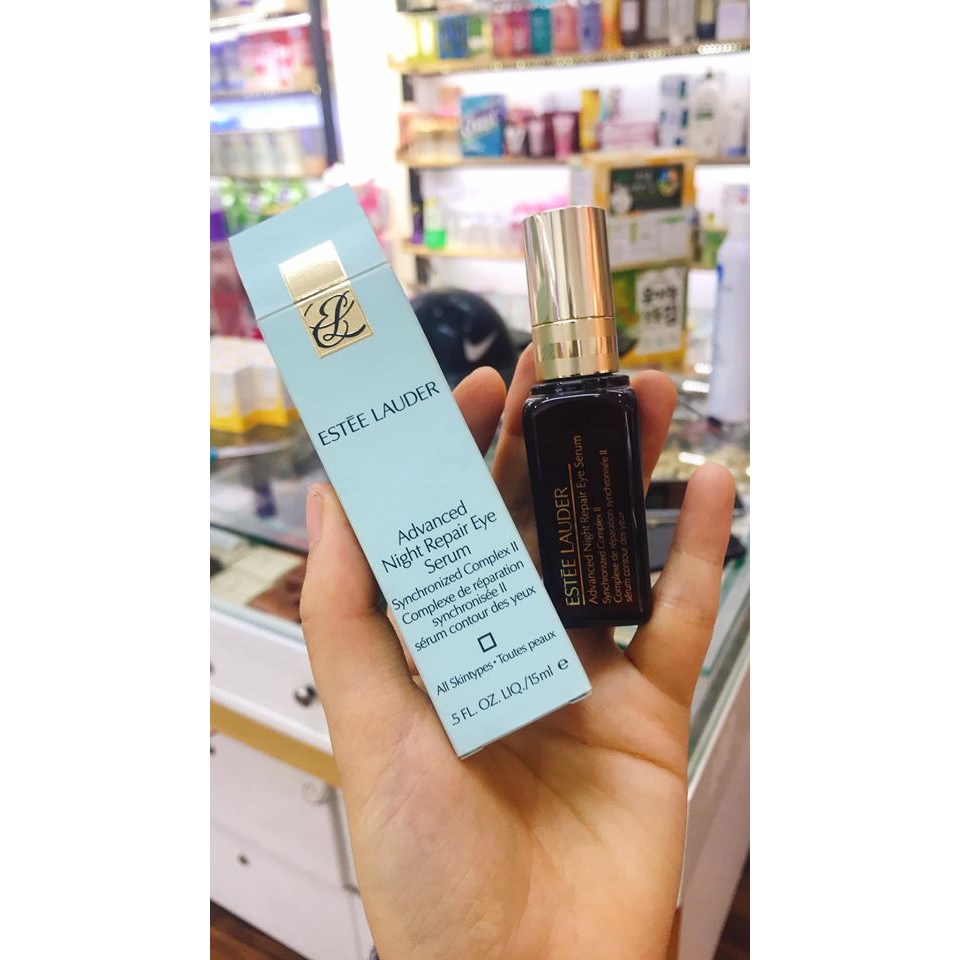 EL
ESTĒE LAUDER
Advanced
Night Repair Eye
Serum
Synchronized Complex II
Complexe de réparation
synchronisée II
sérum contour des yeux
All Skintypes • Toutes peaux
.5 FL. OZ. LIQ./15ml e
ESTĒE LAUDER
Advanced Night Repair Eye Serum
Synchronized Complex II
Complexe de réparation synchronisée II
sérum contour des yeux